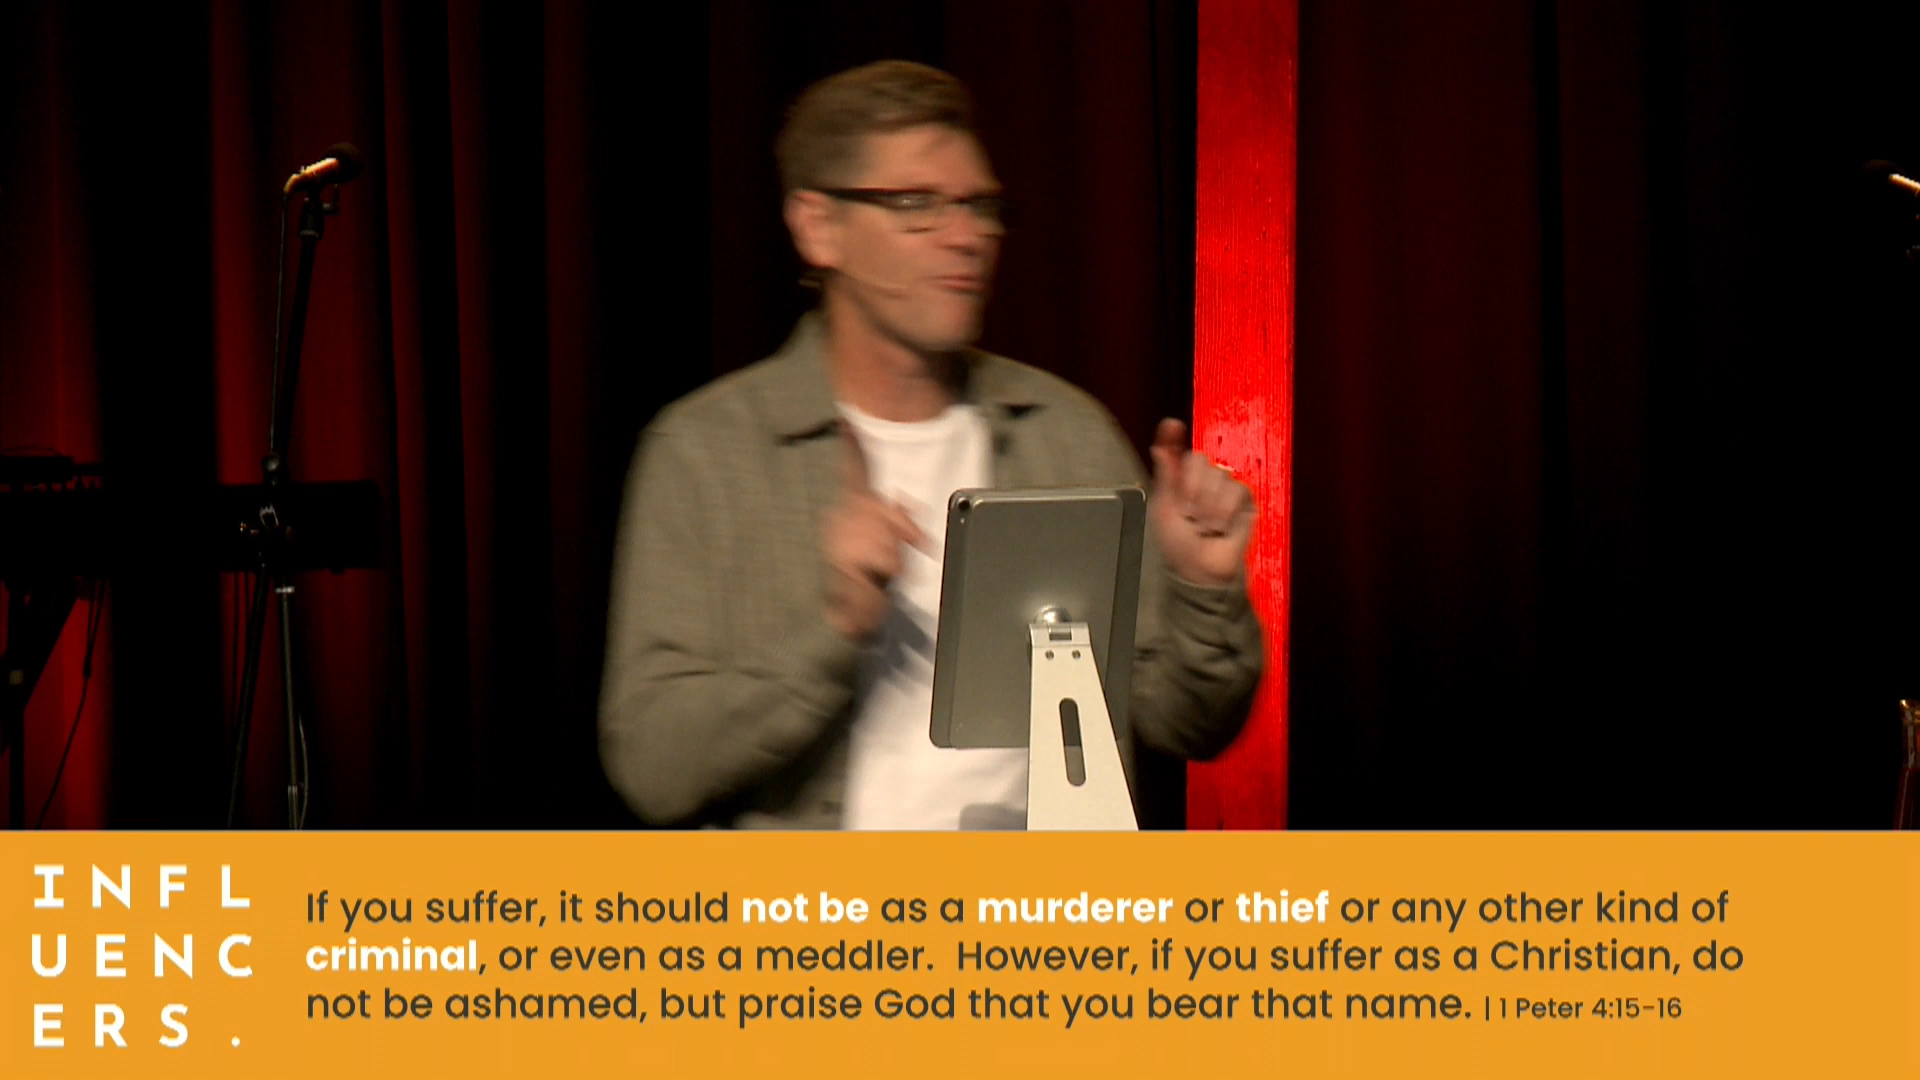 INFL
UENC
ERS.
If you suffer, it should not be as a murderer or thief or any other kind of
criminal, or even as a meddler.  However, if you suffer as a Christian, do
not be ashamed, but praise God that you bear that name. | 1 Peter 4:15-16